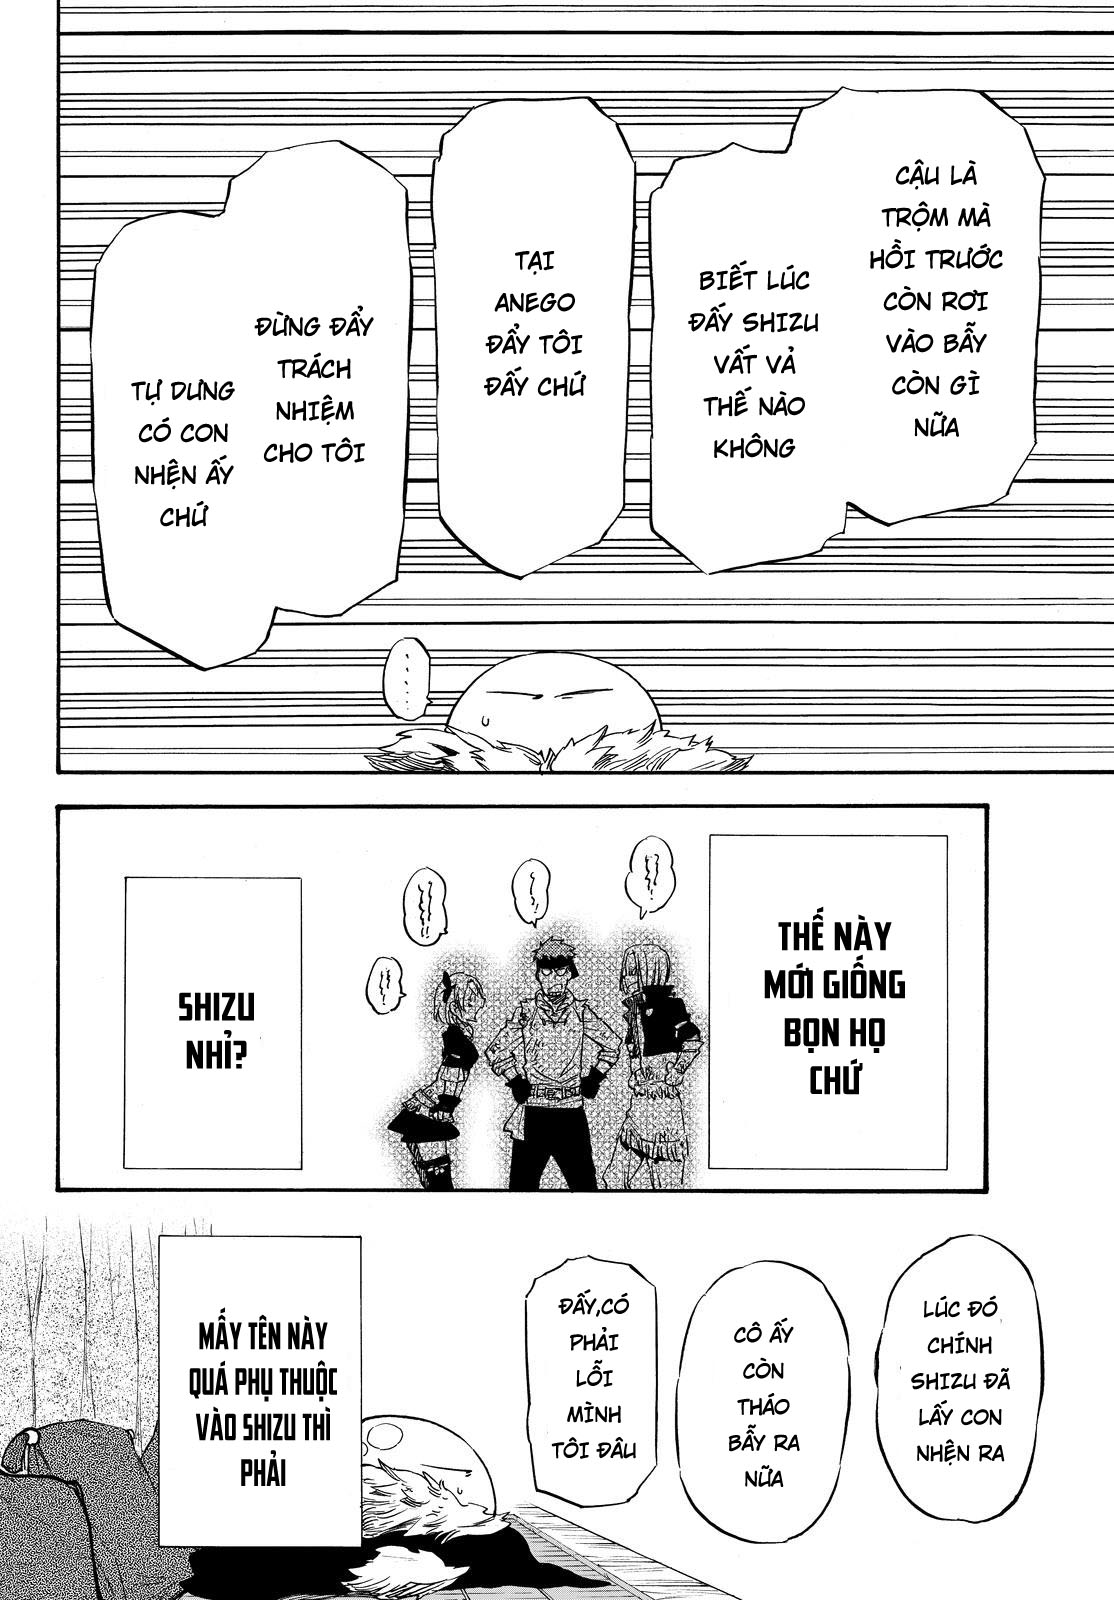 CẬU LÀ
TRỘM MÀ
HỒI TRƯỚC
CÒN RƠI
VÀO BẪY
CÒN GÌ
NỮA
BIẾT LÚC
ĐẤY SHIZU
VẤT VẢ
THẾ NÀO
KHÔNG
TẠI
ANEGO
ĐẨY TÔI
ĐẤY CHỨ
ĐỪNG ĐẨY
TRÁCH
NHIỆM
CHO TÔI
TỰ DƯNG
CÓ CON
NHỆN ẤY
CHỨ
......
THẾ NÀY
MỚI GIỐNG
BỌN HỌ
CHỨ
SHIZU
NHỈ?
LÚC ĐÓ
CHÍNH
SHIZU ĐÃ
LẤY CON
NHỆN RA
CÔ ẤY
CÒN
THÁO
BẪY RA
NỮA
ĐẤY,CÓ
PHẢI
LỖI
MÌNH
TÔI ĐÂU
MẤY TÊN NÀY
QUÁ PHỤ THUỘC
VÀO SHIZU THÌ
PHẢI